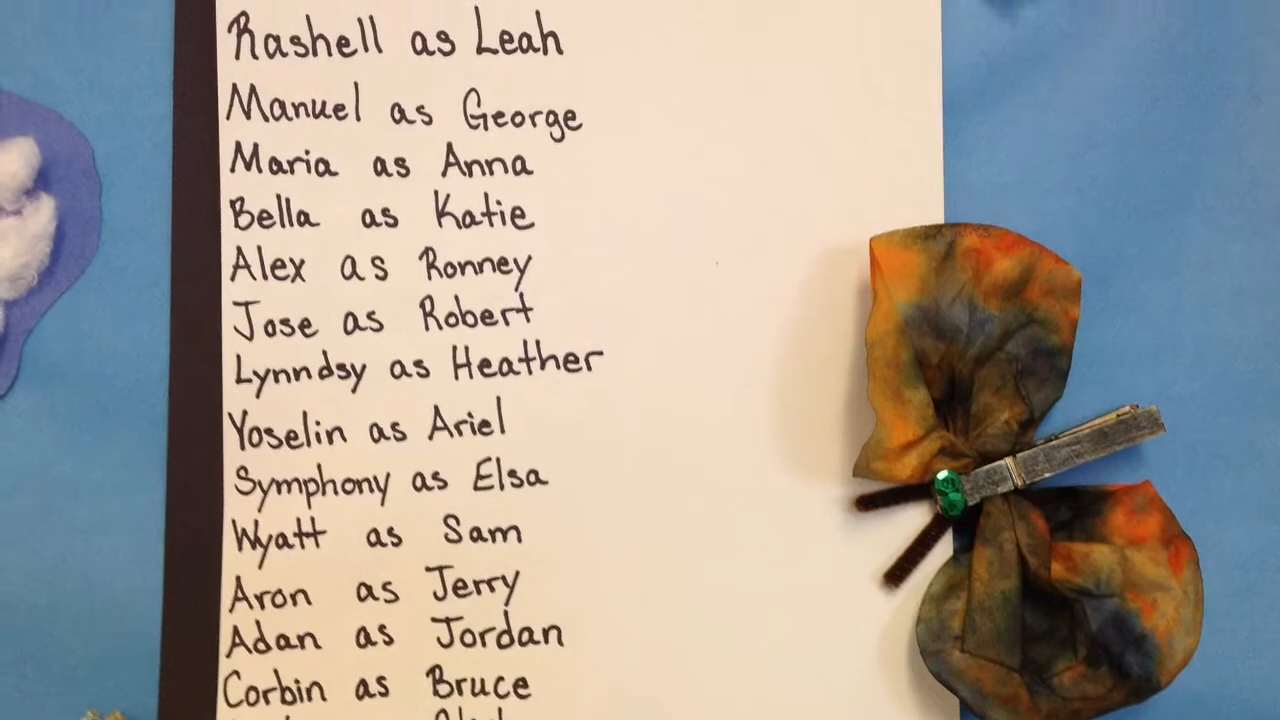 Rashell as Leah
Manuel as George
Maria as Anna
Bella as Katie
Alex as Ronney
Jose as Robert
Lynndsy as Heather
Yoselin as Ariel
Symphony as Elsa
Wyatt as Sam
Aron as Jerry
Adan as Jordan
Corbin as Bruce